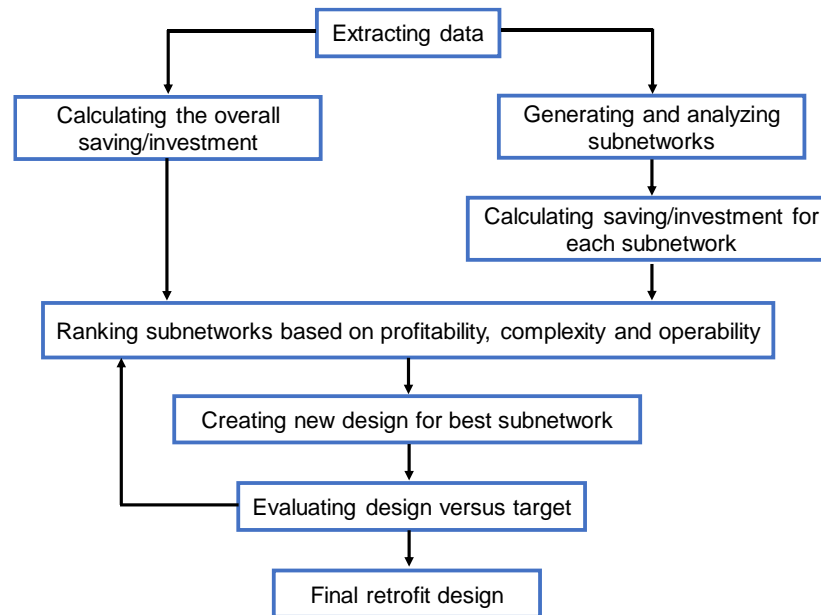 Extracting data
Calculating the overall
saving/investment
Generating and analyzing
subnetworks
Calculating saving/investment for
each subnetwork
Ranking subnetworks based on profitability, complexity and operability
Creating new design for best subnetwork
Evaluating design versus target
Final retrofit design